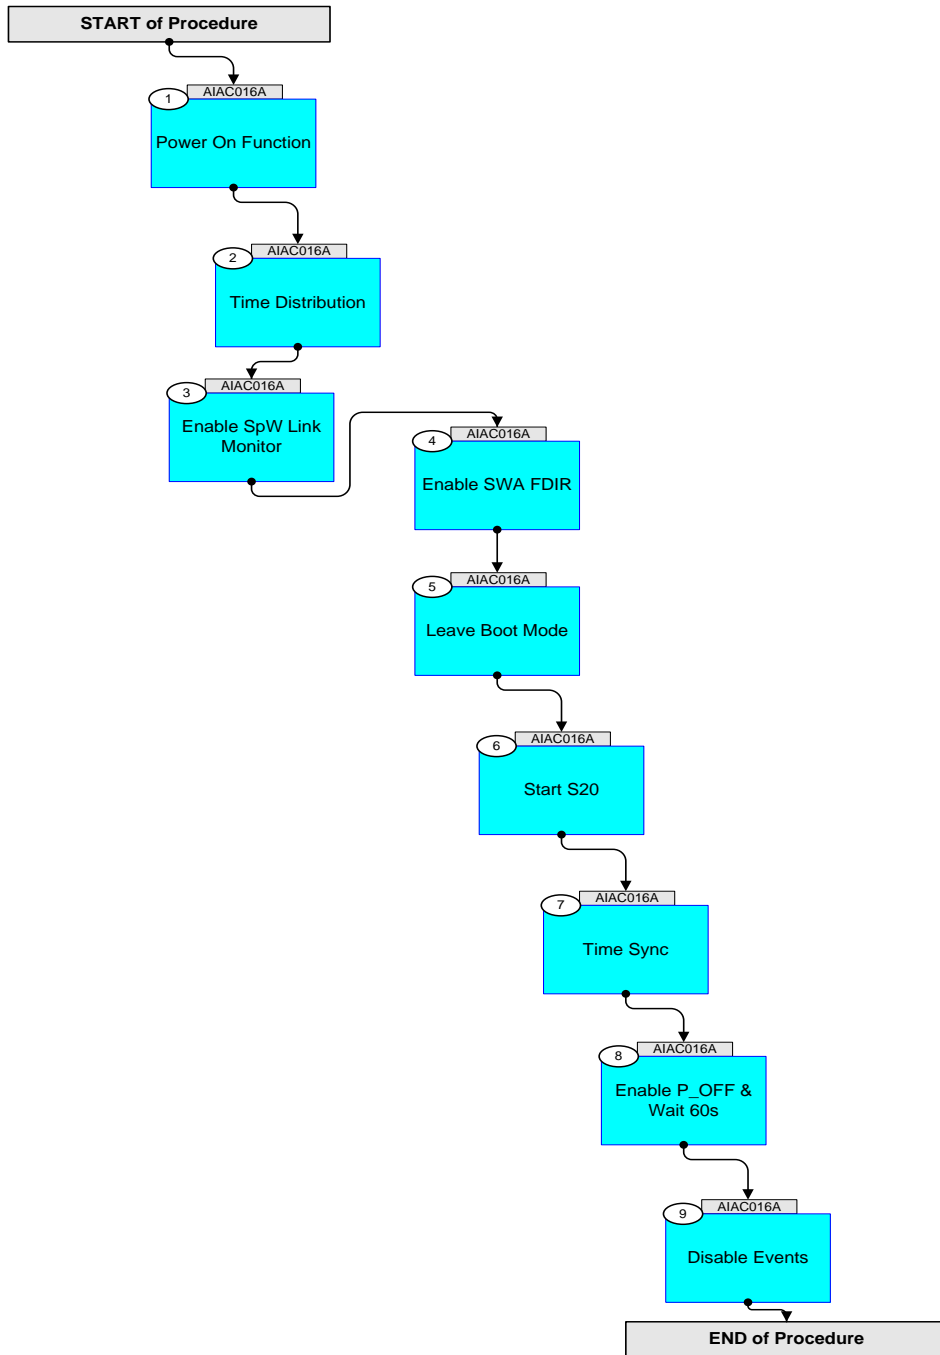 START of Procedure
AIAC016A
1
Power On Function
AIAC016A
2
Time Distribution
AIAC016A
3
Enable SpW Link
Monitor
AIAC016A
4
Enable SWA FDIR
AIAC016A
5
Leave Boot Mode
AIAC016A
6
Start S20
AIAC016A
7
Time Sync
AIAC016A
8
Enable P_OFF &
Wait 60s
AIAC016A
9
Disable Events
END of Procedure